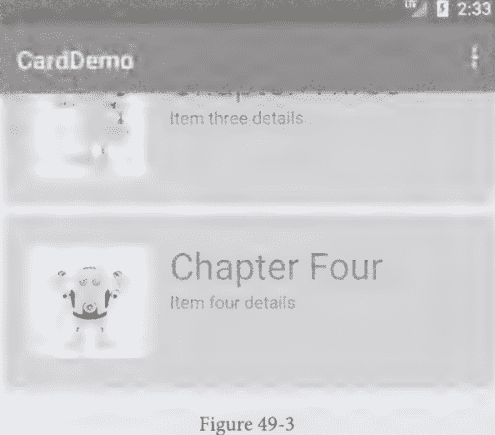 2:33
CardDemo
Item three details
Chapter Four
Item four details
Figure 49-3